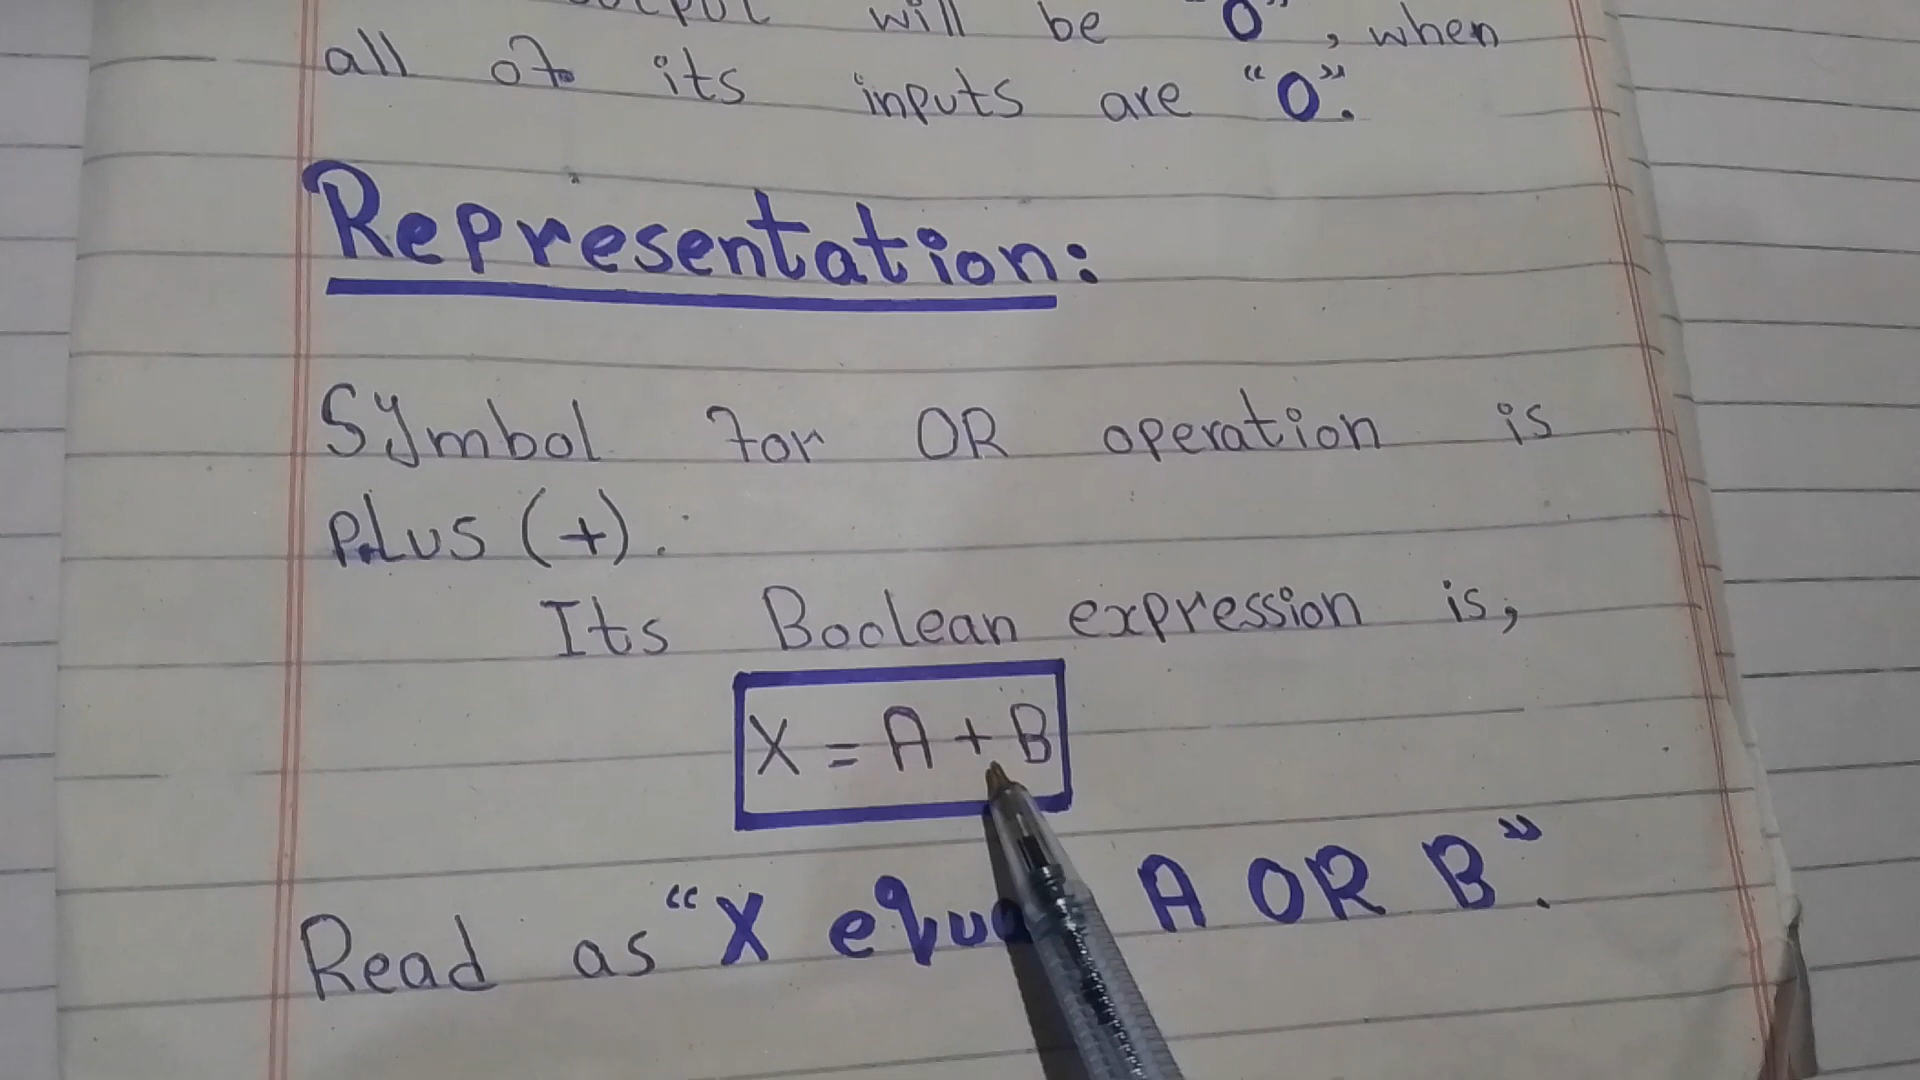 will be "0", when
all of its inputs are "0".
Representation:
Symbol for OR operation is
Plus (+).
Its Boolean expression is,
X = A + B
Read as "X equa A OR B".